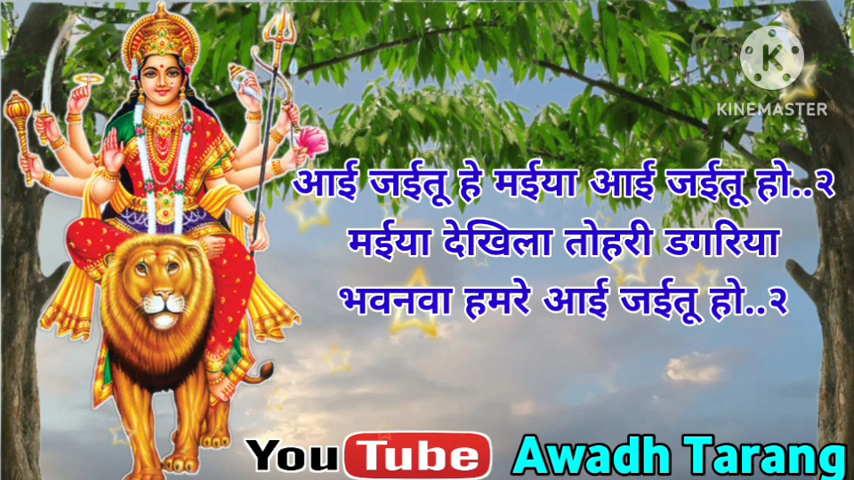 KINEMASTER
आई जईतू हे मईया आई जईतू हो..२
मईया देखिला तोहरी डगरिया
भवनवा हमरे आई जईतू हो..२
YouTube Awadh Tarang